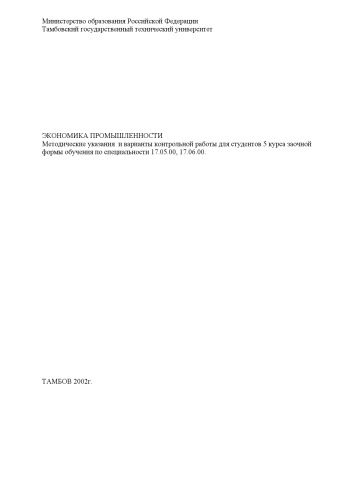 Министерство образования Российской Федерации
Тамбовский государственный технический университет
ЭКОНОМИКА ПРОМЫШЛЕННОСТИ
Методические указания и варианты контрольной работы для студентов 5 курса заочной
формы обучения по специальности 17.05.00, 17.06.00.
ТАМБОВ 2002г.